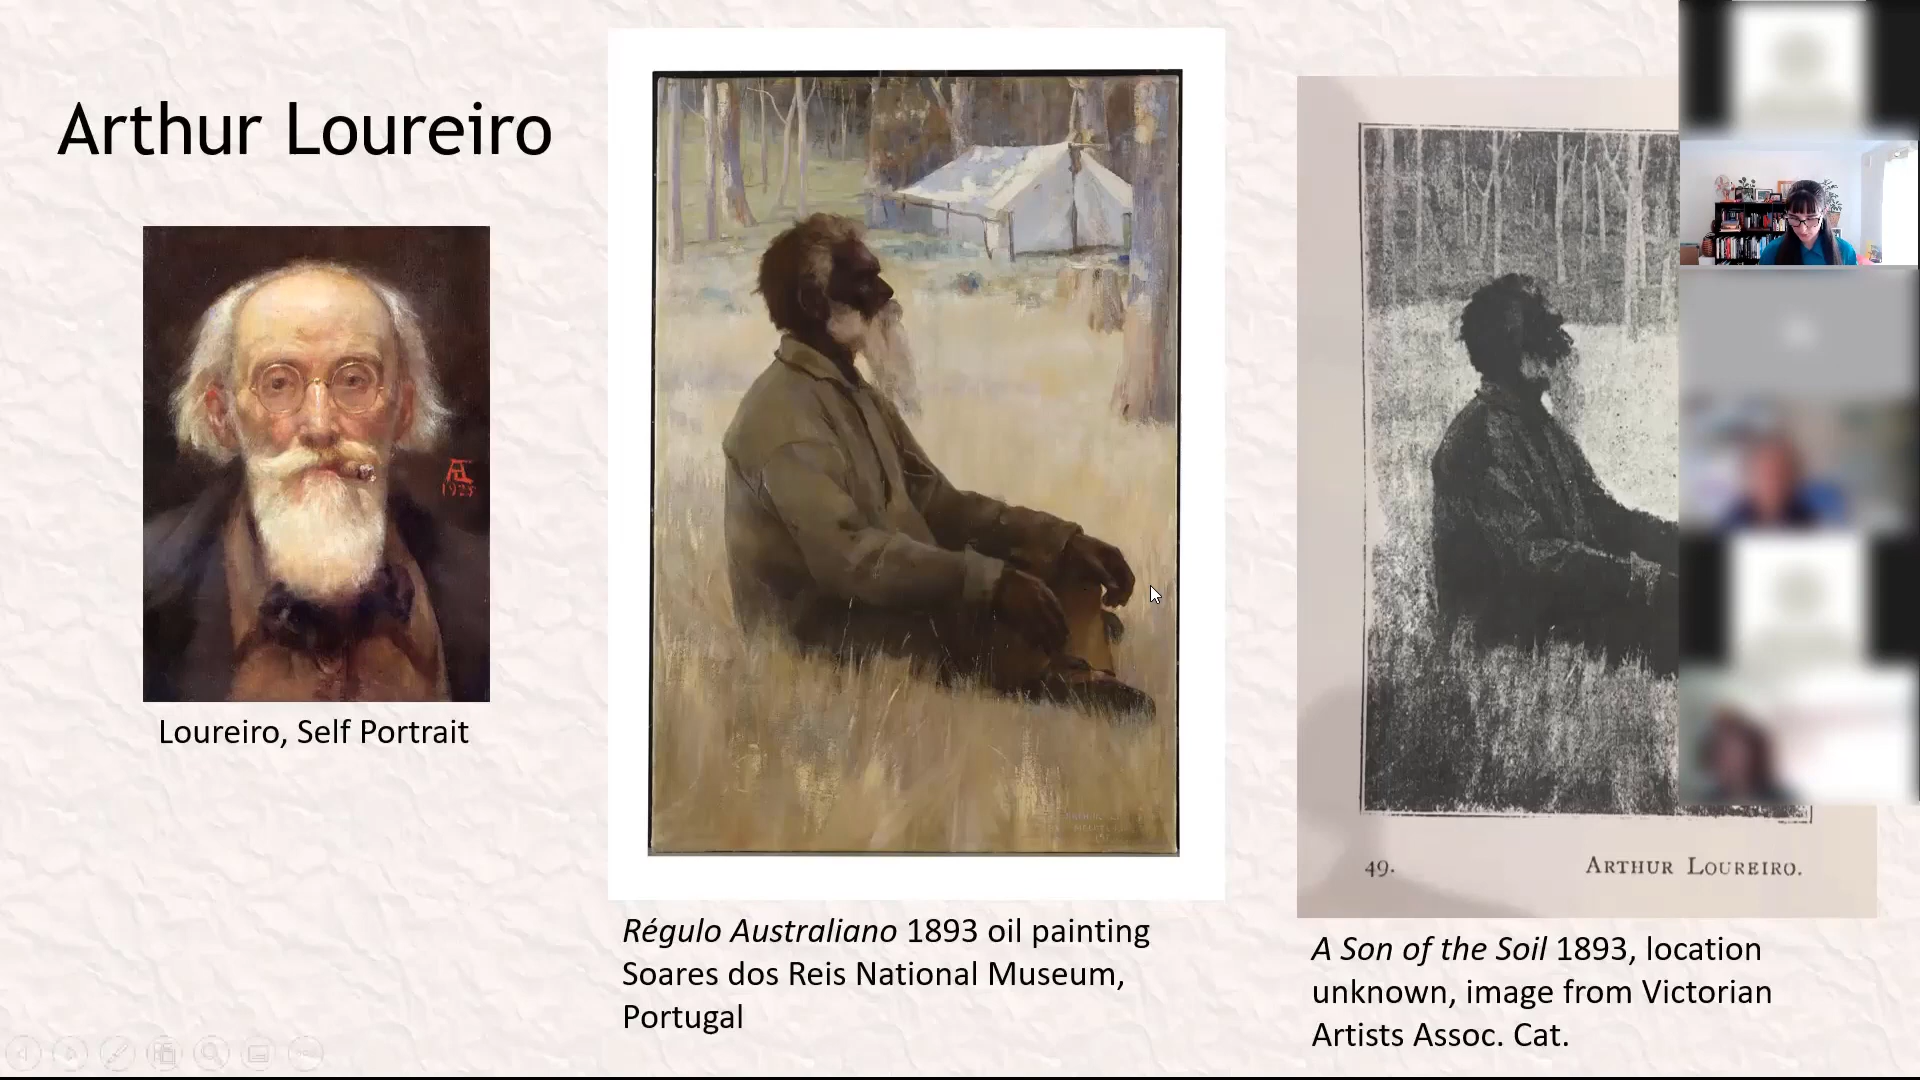 Arthur Loureiro
1925
Loureiro, Self Portrait
Régulo Australiano 1893 oil painting
Soares dos Reis National Museum,
Portugal
49. ARTHUR LOUREIRO.
A Son of the Soil 1893, location
unknown, image from Victorian
Artists Assoc. Cat.